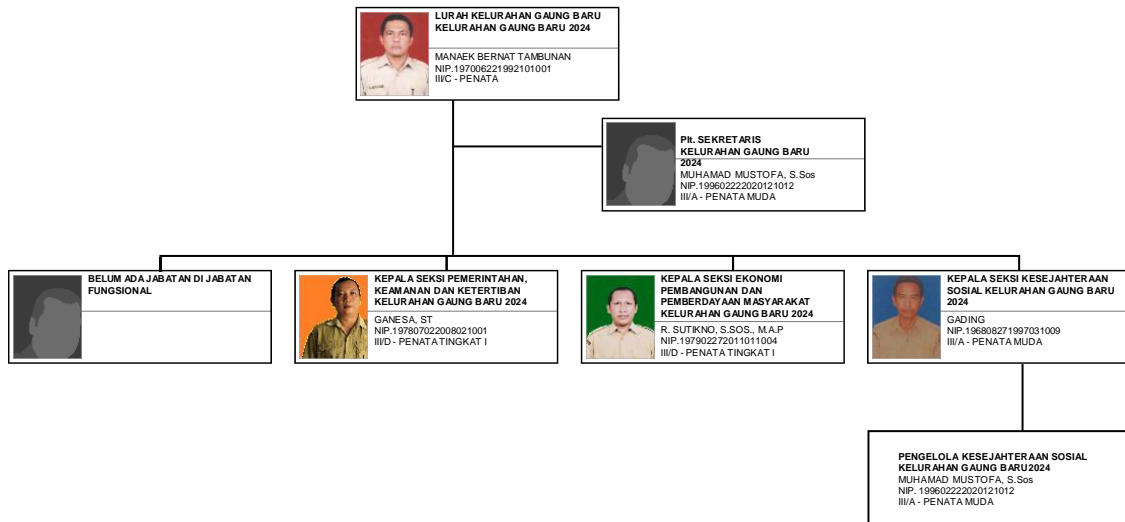 LURAH KELURAHAN GAUNG BARU
KELURAHAN GAUNG BARU 2024
MANAEK BERNAT TAMBUNAN
NIP.197006221992101001
III/C - PENATA
Plt. SEKRETARIS
KELURAHAN GAUNG BARU
2024
MUHAMAD MUSTOFA, S.Sos
NIP.199602222020121012
III/A - PENATA MUDA
BELUM ADA JABATAN DI JABATAN
FUNGSIONAL
KEPALA SEKSI PEMERINTAHAN,
KEAMANAN DAN KETERTIBAN
KELURAHAN GAUNG BARU 2024
GANESA, ST
NIP.197807022008021001
III/D - PENATA TINGKAT I
KEPALA SEKSI EKONOMI
PEMBANGUNAN DAN
PEMBERDAYAAN MASYARAKAT
KELURAHAN GAUNG BARU 2024
R. SUTIKNO, S.SOS., M.A.P
NIP.197902272011011004
III/D - PENATA TINGKAT I
KEPALA SEKSI KESEJAHTERAAN
SOSIAL KELURAHAN GAUNG BARU
2024
GADING
NIP.196808271997031009
III/A - PENATA MUDA
PENGELOLA KESEJAHTERAAN SOSIAL
KELURAHAN GAUNG BARU2024
MUHAMAD MUSTOFA, S.Sos
NIP. 199602222020121012
III/A - PENATA MUDA